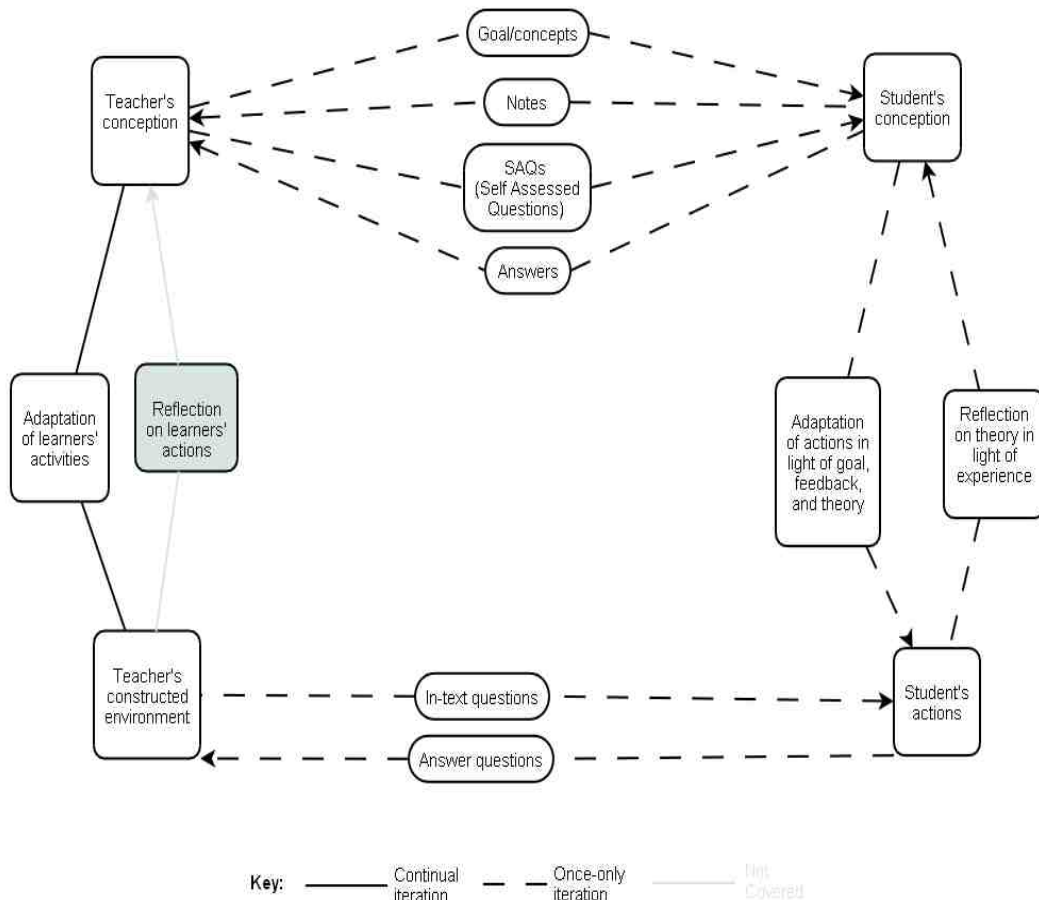 Goal/concepts
Teacher's
conception
Notes
Student's
conception
SAQs
(Self Assessed
Questions)
Answers
Adaptation
of learners'
activities
Reflection
on learners'
actions
Adaptation
of actions in
light of goal,
feedback,
and theory
Reflection
on theory in
light of
experience
Teacher's
constructed
environment
In-text questions
Student's
actions
Answer questions
Key:
Continual
iteration
Once-only
iteration
Not
Covered